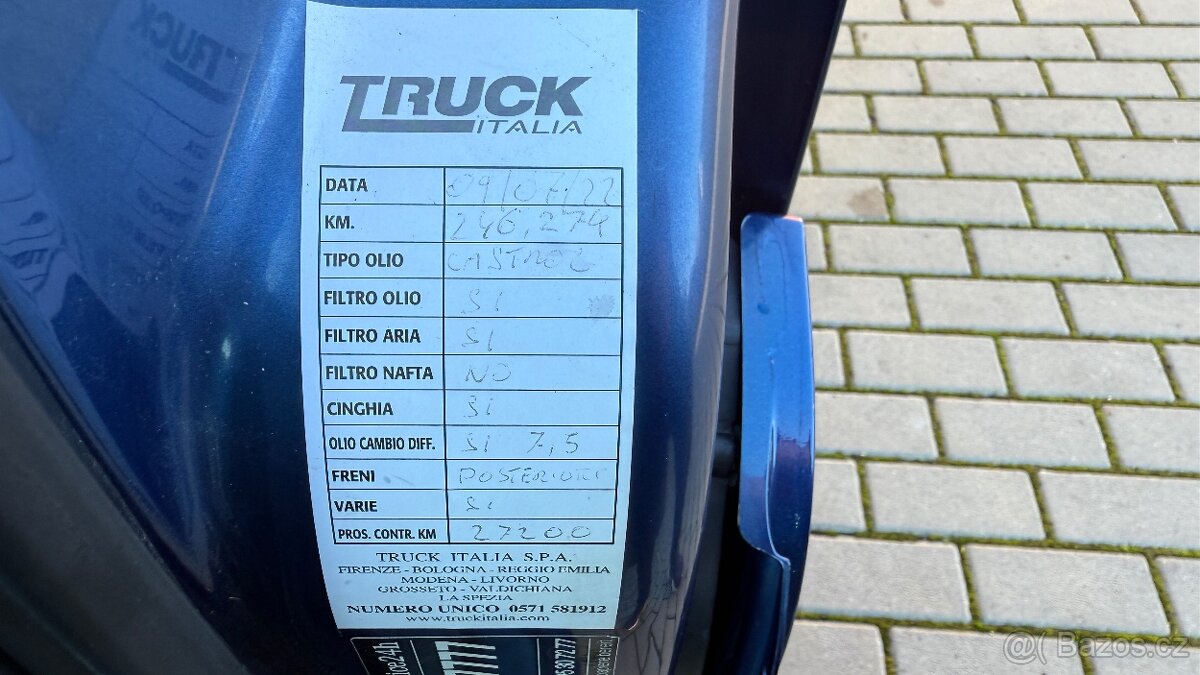 TRUCK
ITALIA
DATA 09/07/22
KM. 246,274
TIPO OLIO CASTROL
FILTRO OLIO SI
FILTRO ARIA SI
FILTRO NAFTA NO
CINGHIA SI
OLIO CAMBIO DIFF. SI 7,5
FRENI POSTERIORI
VARIE SI
PROS. CONTR. KM 27200
TRUCK ITALIA S.P.A.
FIRENZE - BOLOGNA - REGGIO EMILIA
MODENA - LIVORNO
GROSSETO - VALDICHIANA
LA SPEZIA
NUMERO UNICO 0571 581912
www.truckitalia.com
Bazos.cz